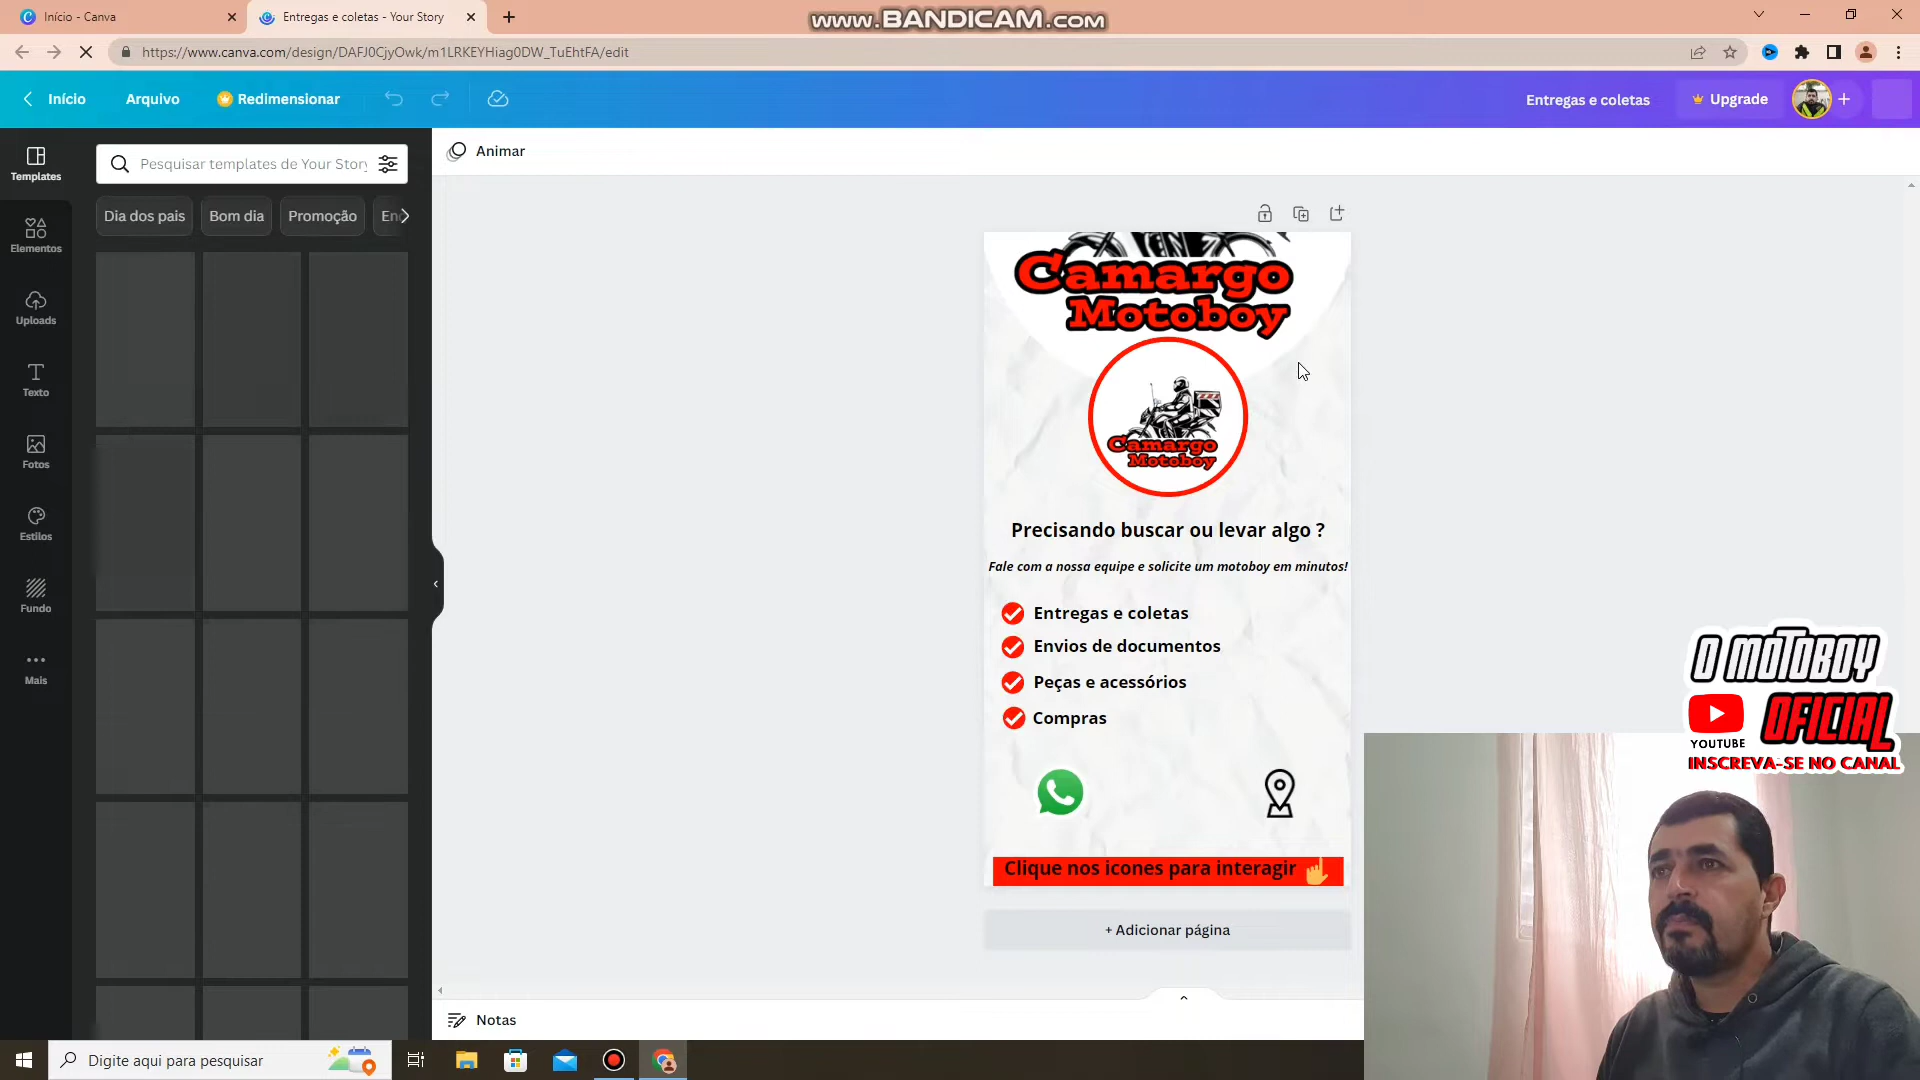 Início - Canva
Entregas e coletas - Your Story
www.BANDICAM.com
https://www.canva.com/design/DAFJ0CjyOwk/m1LRKEYHiag0DW_TuEhtFA/edit
Início
Arquivo
Redimensionar
Entregas e coletas
Upgrade
Templates
Elementos
Uploads
Texto
Fotos
Estilos
Fundo
Mais
Pesquisar templates de Your Story
Dia dos pais
Bom dia
Promoção
Animar
Camargo
Motoboy
Camargo
Motoboy
Precisando buscar ou levar algo ?
Fale com a nossa equipe e solicite um motoboy em minutos!
Entregas e coletas
Envios de documentos
Peças e acessórios
Compras
Clique nos icones para interagir
+ Adicionar página
Notas
O MOTOBOY
OFICIAL
YOUTUBE
INSCREVA-SE NO CANAL
Digite aqui para pesquisar